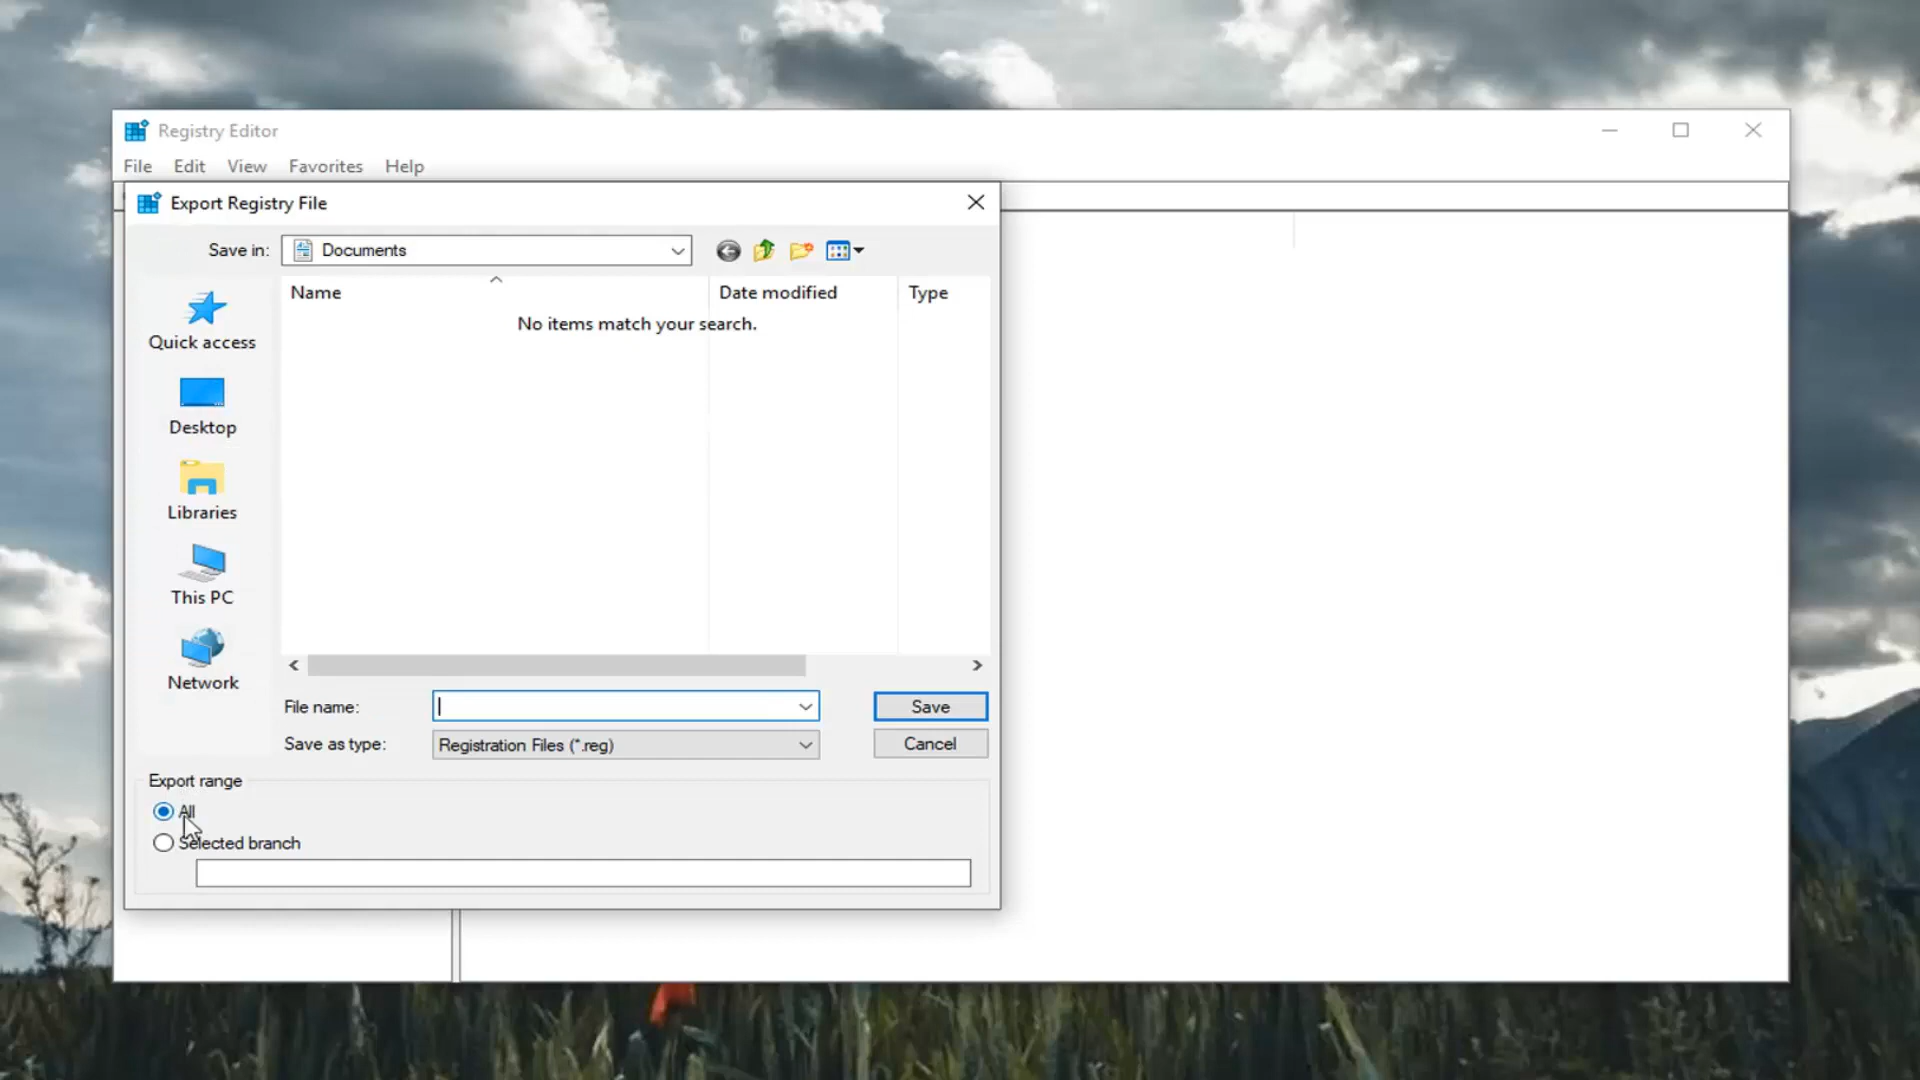 Registry Editor
File Edit View Favorites Help
Export Registry File
Save in: Documents
Name Date modified Type
No items match your search.
Quick access
Desktop
Libraries
This PC
Network
File name: Save
Save as type: Registration Files (*.reg) Cancel
Export range
All
Selected branch